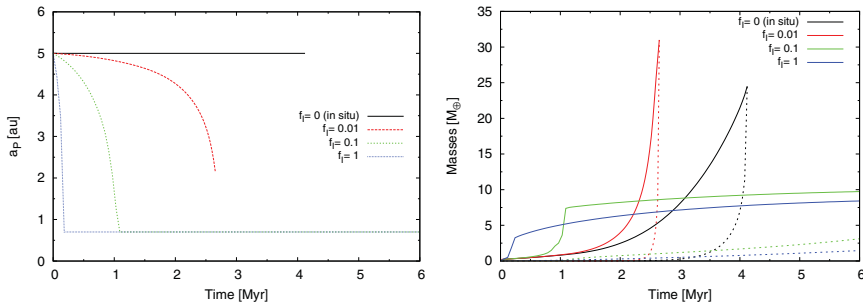 6
5
4
3
2
1
0
a_P [au]
0 1 2 3 4 5 6
Time [Myr]
f_I= 0 (in situ)
f_I= 0.01
f_I= 0.1
f_I= 1
35
30
25
20
15
10
5
0
Masses [M_⊕]
0 1 2 3 4 5 6
Time [Myr]
f_I= 0 (in situ)
f_I= 0.01
f_I= 0.1
f_I= 1